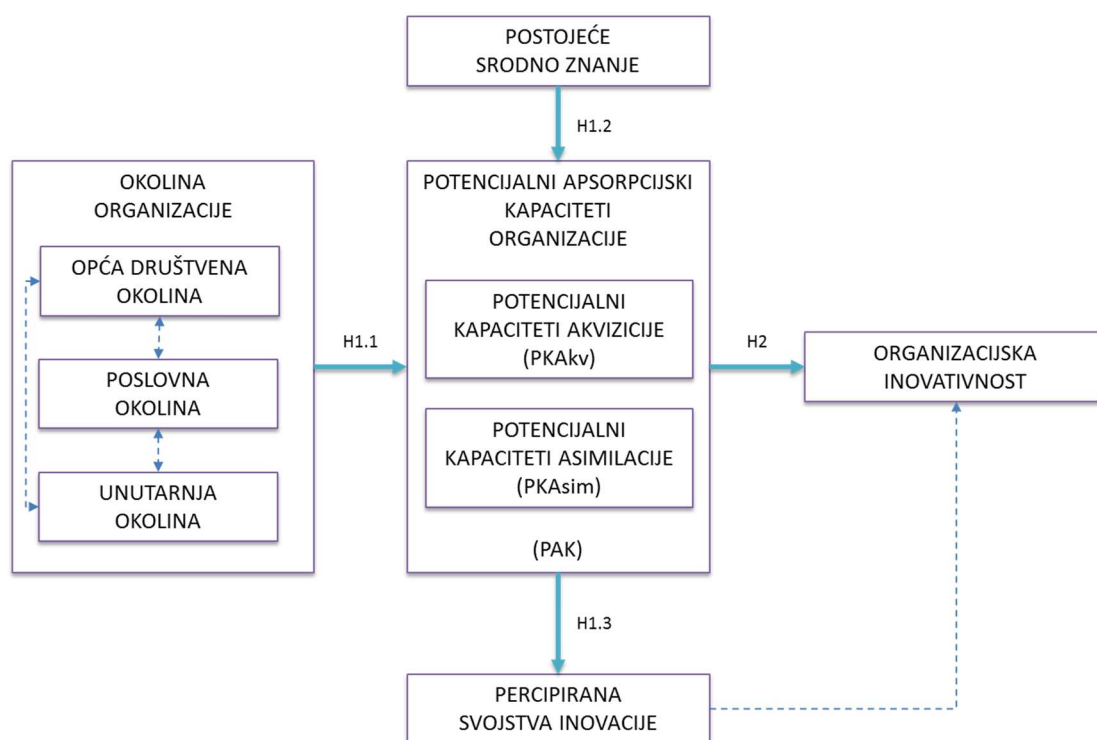 POSTOJEĆE
SRODNO ZNANJE
H1.2
OKOLINA
ORGANIZACIJE
OPĆA DRUŠTVENA
OKOLINA
POSLOVNA
OKOLINA
UNUTARNJA
OKOLINA
H1.1
POTENCIJALNI APSORPCIJSKI
KAPACITETI
ORGANIZACIJE
POTENCIJALNI
KAPACITETI AKVIZICIJE
(PKAkv)
POTENCIJALNI
KAPACITETI ASIMILACIJE
(PKAsim)
(PAK)
H2
ORGANIZACIJSKA
INOVATIVNOST
H1.3
PERCIPIRANA
SVOJSTVA INOVACIJE